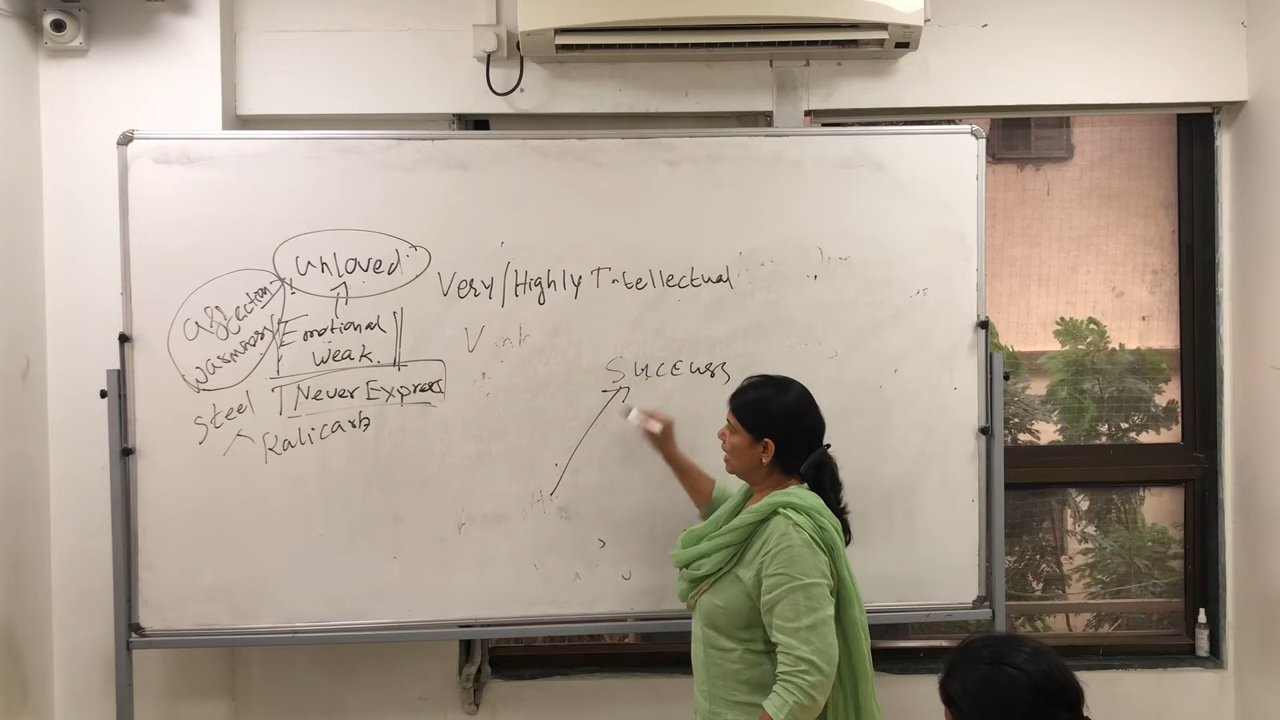 unloved
affection
warmness
Emotional
weak.
Never Express
Steel
Kalicarb
Very/Highly Intellectual
Success